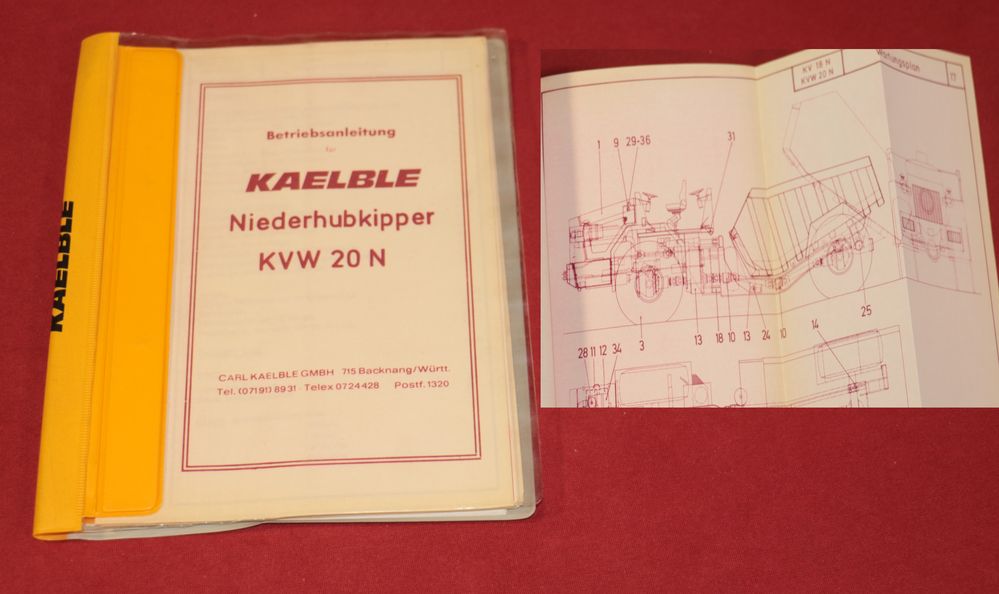 KAELBLE
Betriebsanleitung
für
KAELBLE
Niederhubkipper
KVW 20 N
CARL KAELBLE GMBH 715 Backnang/Württ.
Tel. (07191) 8931 · Telex 0724428 Postf. 1320
KV 18 N
KVW 20 N
Wartungsplan
17
1 9 29-36 31
3 13 18 10 13 24 10 25
28 11 12 34 14